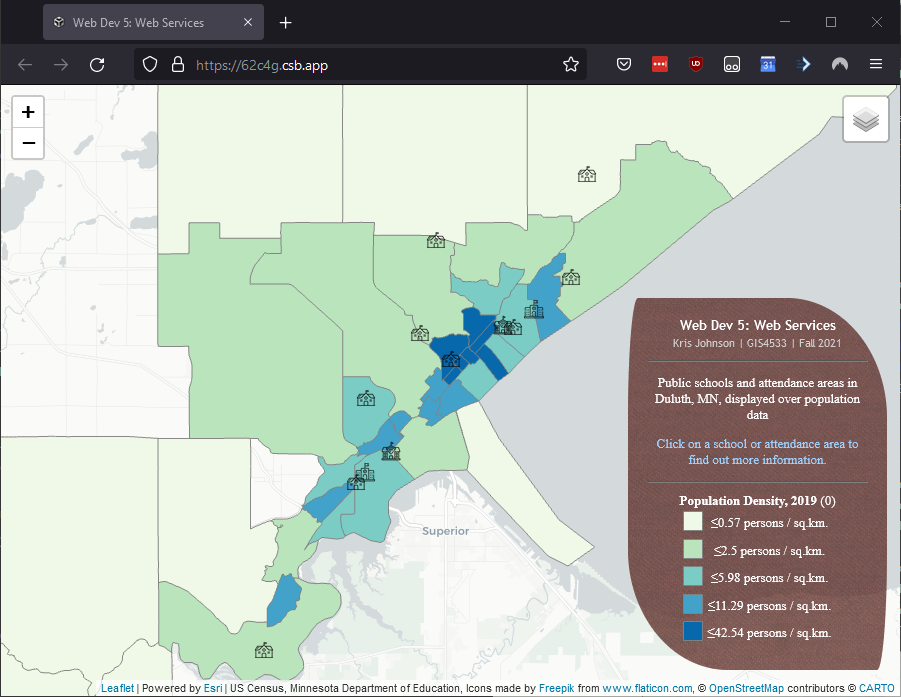 Web Dev 5: Web Services
https://62c4g.csb.app
31
+
−
Superior
Web Dev 5: Web Services
Kris Johnson | GIS4533 | Fall 2021
Public schools and attendance areas in
Duluth, MN, displayed over population
data
Click on a school or attendance area to
find out more information.
Population Density, 2019 (0)
≤0.57 persons / sq.km.
≤2.5 persons / sq.km.
≤5.98 persons / sq.km.
≤11.29 persons / sq.km.
≤42.54 persons / sq.km.
Leaflet | Powered by Esri | US Census, Minnesota Department of Education, Icons made by Freepik from www.flaticon.com, © OpenStreetMap contributors © CARTO